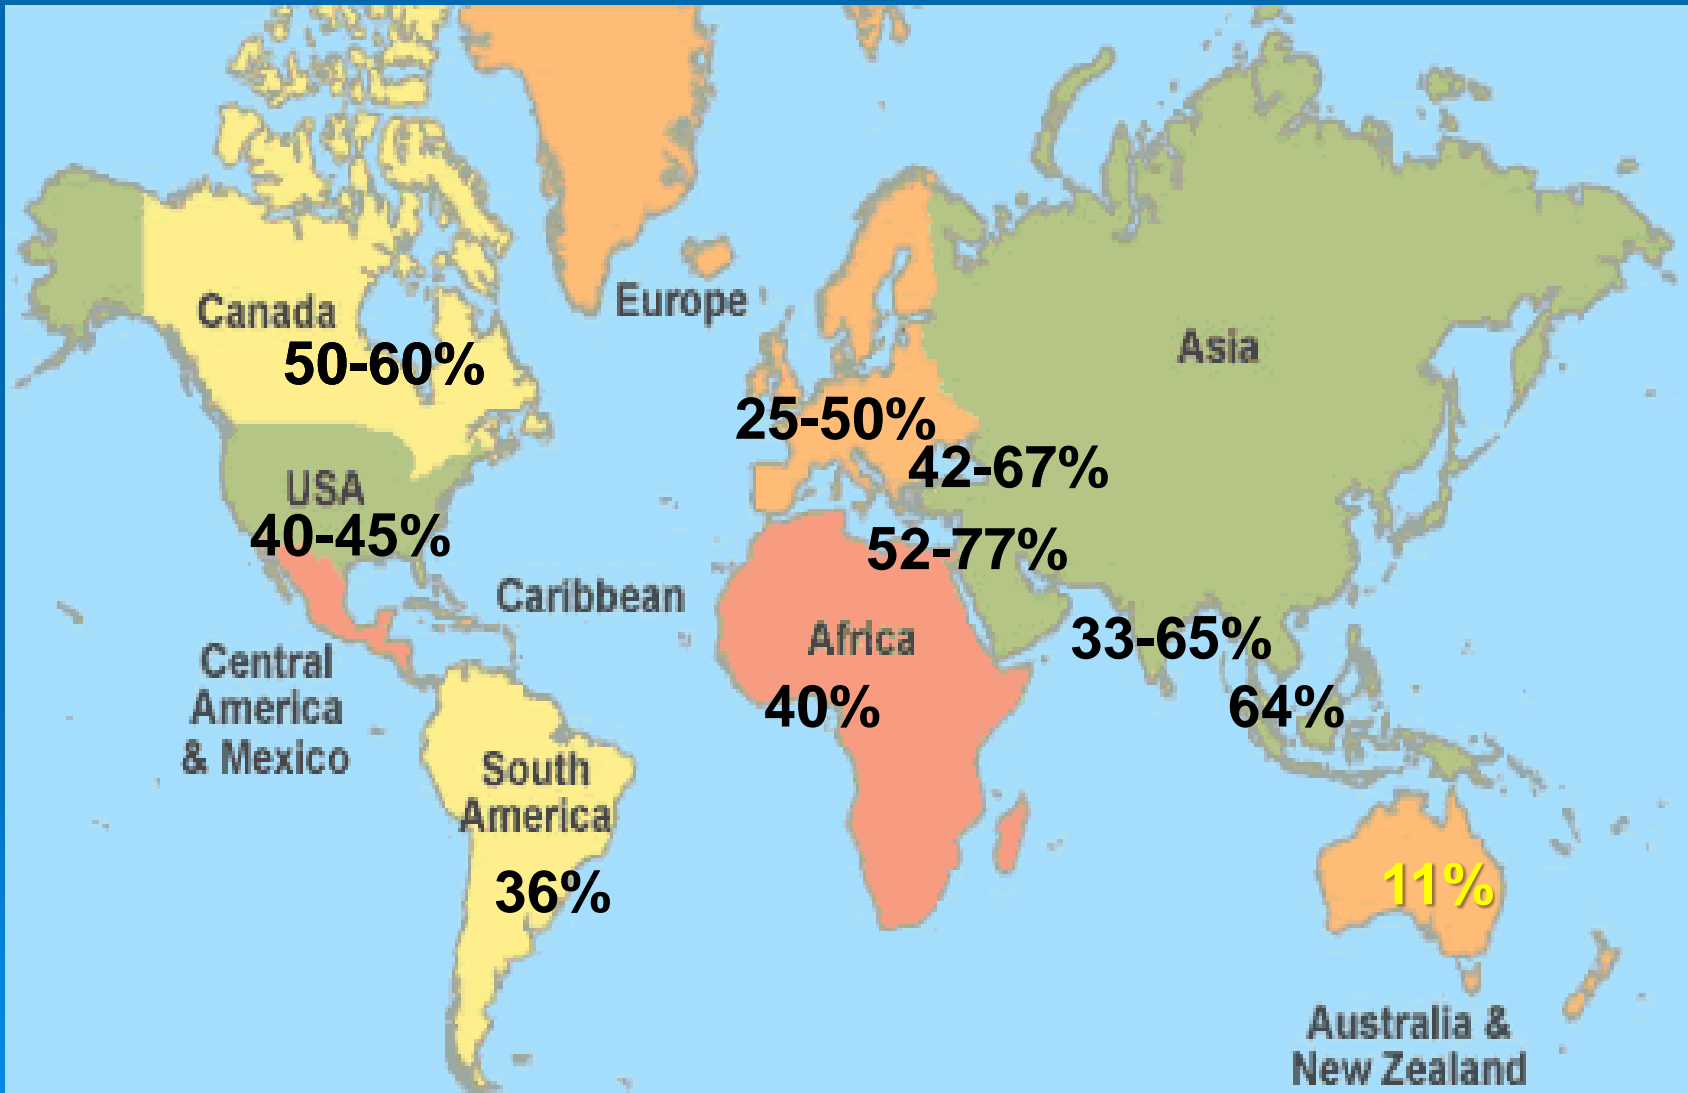 Canada
50-60%
Europe
Asia
25-50%
42-67%
USA
40-45%
52-77%
Caribbean
Africa
33-65%
Central
America
& Mexico
40%
64%
South
America
36%
11%
Australia &
New Zealand